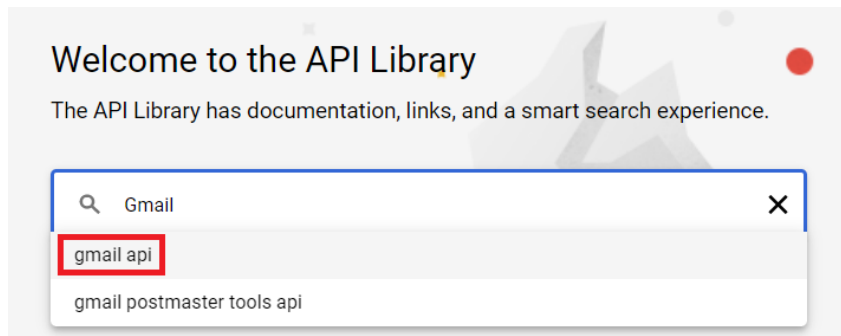 Welcome to the API Library
The API Library has documentation, links, and a smart search experience.
Gmail
gmail api
gmail postmaster tools api